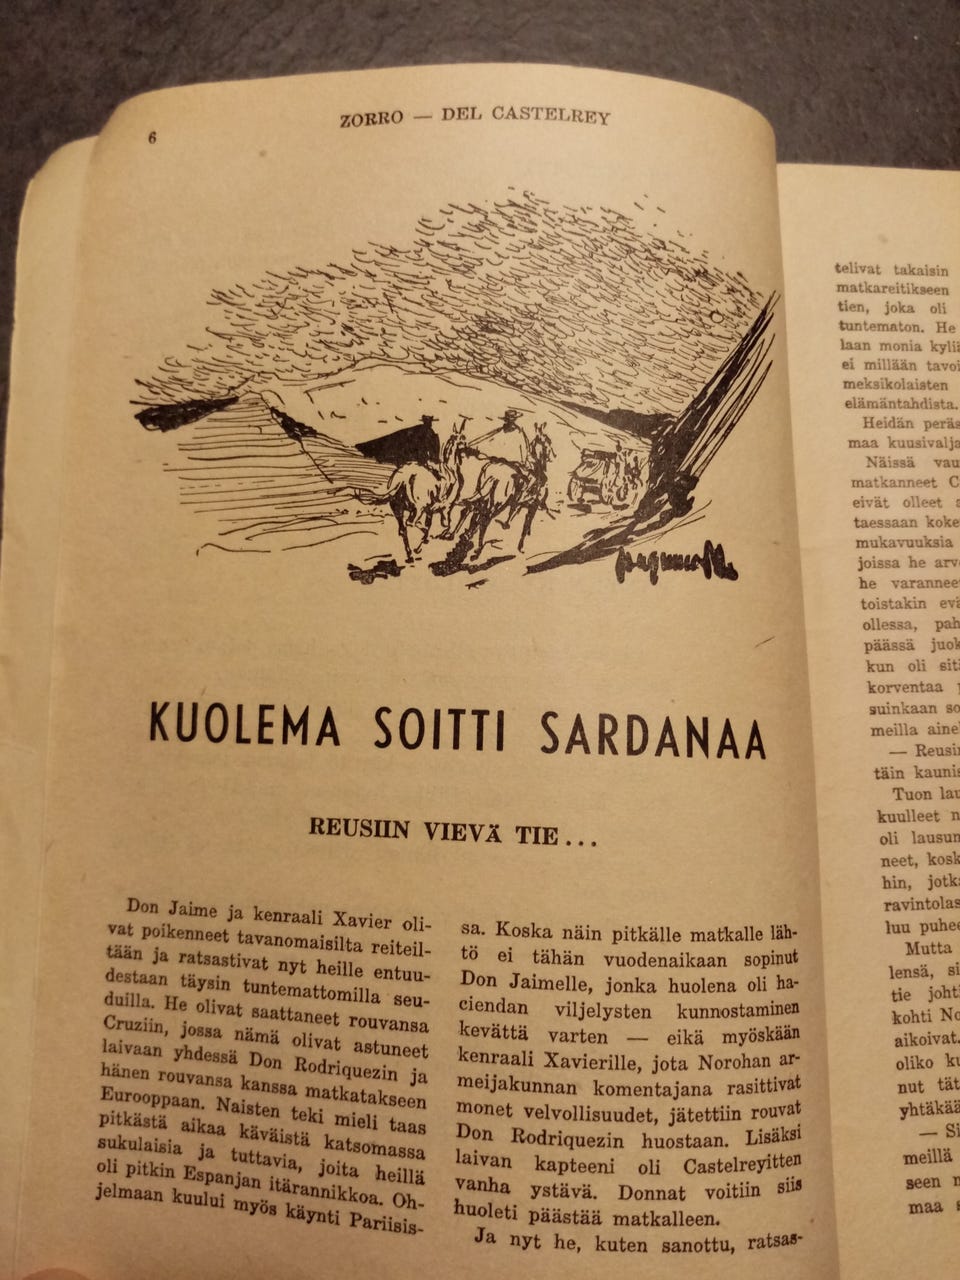 6
ZORRO — DEL CASTELREY
KUOLEMA SOITTI SARDANAA
REUSIIN VIEVÄ TIE...
Don Jaime ja kenraali Xavier oli-
vat poikenneet tavanomaisilta reiteil-
tään ja ratsastivat nyt heille entuu-
destaan täysin tuntemattomilla seu-
duilla. He olivat saattaneet rouvansa
Cruziin, jossa nämä olivat astuneet
laivaan yhdessä Don Rodriquezin ja
hänen rouvansa kanssa matkatakseen
Eurooppaan. Naisten teki mieli taas
pitkästä aikaa käväistä katsomassa
sukulaisia ja tuttavia, joita heillä
oli pitkin Espanjan itärannikkoa. Oh-
jelmaan kuului myös käynti Pariisis-
sa. Koska näin pitkälle matkalle läh-
tö ei tähän vuodenaikaan sopinut
Don Jaimelle, jonka huolena oli ha-
ciendan viljelysten kunnostaminen
kevättä varten — eikä myöskään
kenraali Xavierille, jota Norohan ar-
meijakunnan komentajana rasittivat
monet velvollisuudet, jätettiin rouvat
Don Rodriquezin huostaan. Lisäksi
laivan kapteeni oli Castelreyitten
vanha ystävä. Donnat voitiin siis
huoleti päästää matkalleen.
Ja nyt he, kuten sanottu, ratsas-
telivat takaisin
matkareitikseen
tien, joka oli
tuntematon. He
laan monia kyliä
ei millään tavoi
meksikolaisten
elämäntahdista.
Heidän peräs
maa kuusivalja
Näissä vau
matkanneet C
eivät olleet
taessaan koke
mukavuuksia
joissa he arv
he varannee
toistakin evä
ollessa, pah
päässä juok
kun oli siti
korventaa
suinkaan so
meilla aine
— Reusi
täin kaunis
Tuon lau
kuulleet n
oli lausun
neet, kosk
hin, jotk
ravintolas
luu puhee
Mutta
lensä, si
tie johti
kohti No
aikoivat.
oliko ku
nut tät
yhtäkää
— Si
meillä
seen n
maa s